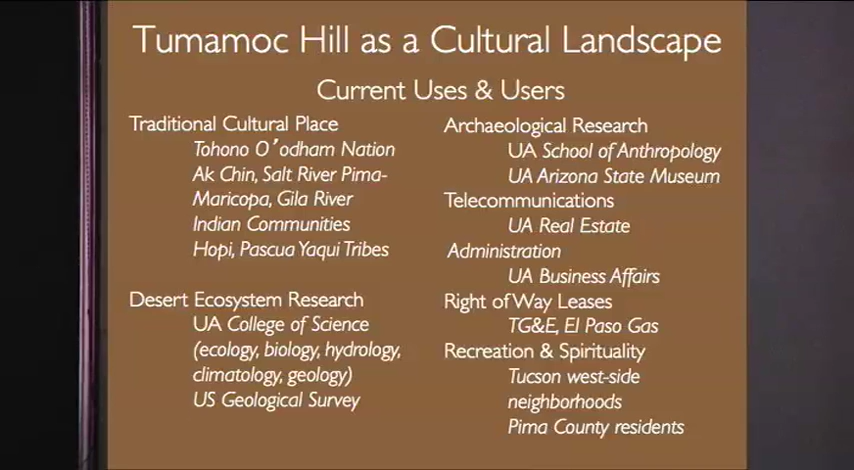 Tumamoc Hill as a Cultural Landscape
Current Uses & Users
Traditional Cultural Place
Tohono O'odham Nation
Ak Chin, Salt River Pima-
Maricopa, Gila River
Indian Communities
Hopi, Pascua Yaqui Tribes
Desert Ecosystem Research
UA College of Science
(ecology, biology, hydrology,
climatology, geology)
US Geological Survey
Archaeological Research
UA School of Anthropology
UA Arizona State Museum
Telecommunications
UA Real Estate
Administration
UA Business Affairs
Right of Way Leases
TG&E, El Paso Gas
Recreation & Spirituality
Tucson west-side
neighborhoods
Pima County residents